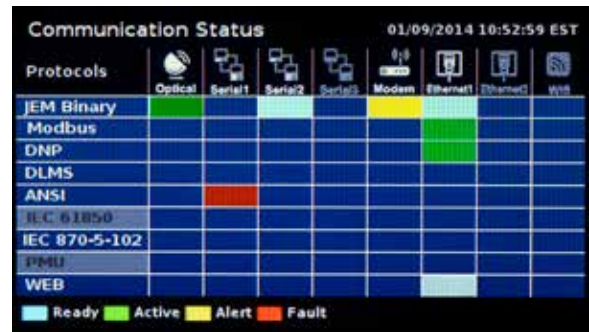 Communication Status 01/09/2014 10:52:59 EST
Protocols Optical Serial1 Serial2 Serial3 Modem Ethernet1 Ethernet2 Wifi
JEM Binary
Modbus
DNP
DLMS
ANSI
IEC 61850
IEC 870-5-102
PMU
WEB
Ready Active Alert Fault